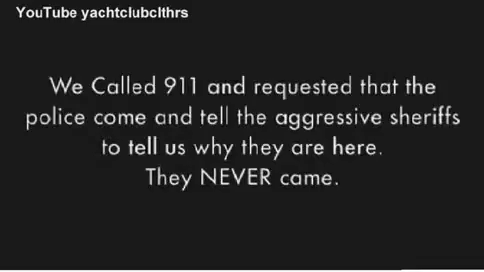 YouTube yachtclubclthrs
We Called 911 and requested that the
police come and tell the aggressive sheriffs
to tell us why they are here.
They NEVER came.